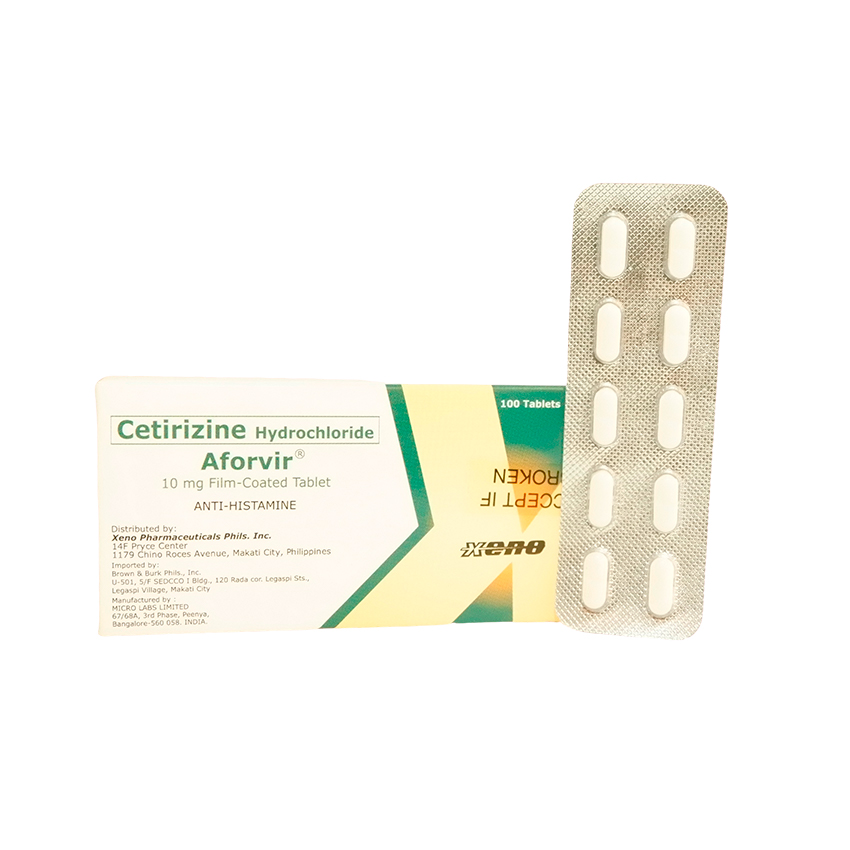 Cetirizine Hydrochloride
Aforvir®
10 mg Film-Coated Tablet
ANTI-HISTAMINE
Distributed by:
Xeno Pharmaceuticals Phils. Inc.
14F Pryce Center
1179 Chino Roces Avenue, Makati City, Philippines
Imported by:
Brown & Burk Phils., Inc.
U-501, 5/F SEDCCO I Bldg., 120 Rada cor. Legaspi Sts.,
Legaspi Village, Makati City
Manufactured by :
MICRO LABS LIMITED
67/68A, 3rd Phase, Peenya,
Bangalore-560 058. INDIA.
100 Tablets
CCEPT IF
ROKEN
xeno